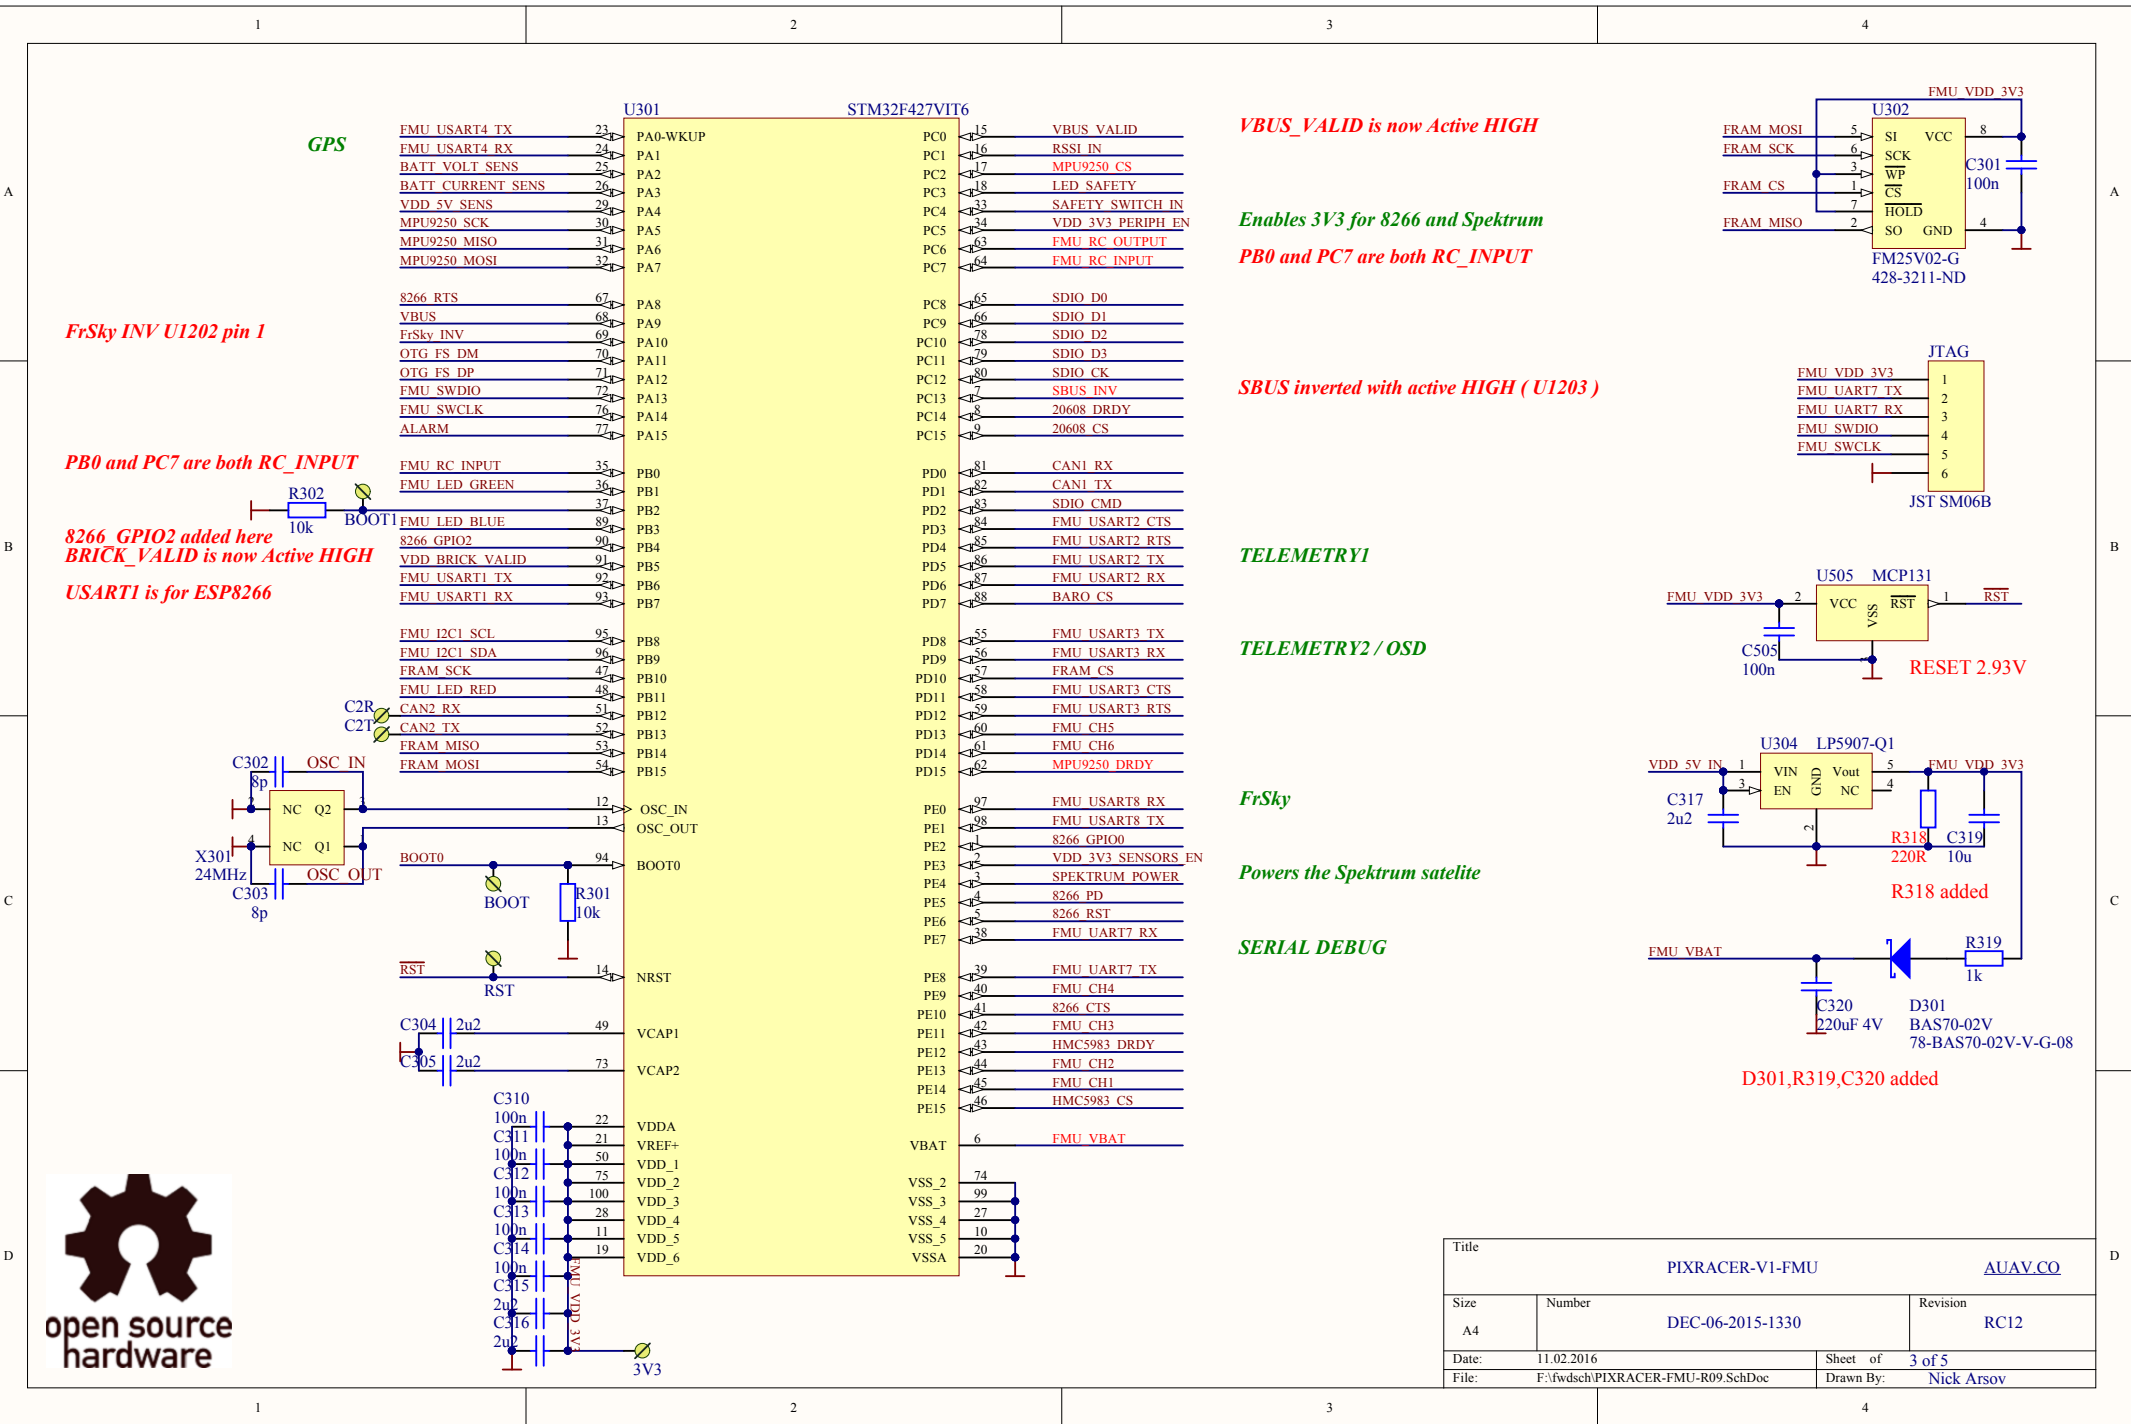 1 2 3 4
A
B
C
D
A
B
C
D
1 2 3 4
GPS
FrSky INV U1202 pin 1
PB0 and PC7 are both RC_INPUT
8266_GPIO2 added here
BRICK_VALID is now Active HIGH
USART1 is for ESP8266
U301 STM32F427VIT6
FMU_USART4_TX 23 PA0-WKUP
FMU_USART4_RX 24 PA1
BATT_VOLT_SENS 25 PA2
BATT_CURRENT_SENS 26 PA3
VDD_5V_SENS 29 PA4
MPU9250_SCK 30 PA5
MPU9250_MISO 31 PA6
MPU9250_MOSI 32 PA7
8266_RTS 67 PA8
VBUS 68 PA9
FrSky_INV 69 PA10
OTG_FS_DM 70 PA11
OTG_FS_DP 71 PA12
FMU_SWDIO 72 PA13
FMU_SWCLK 76 PA14
ALARM 77 PA15
FMU_RC_INPUT 35 PB0
FMU_LED_GREEN 36 PB1
R302 10k BOOT1 37 PB2
FMU_LED_BLUE 89 PB3
8266_GPIO2 90 PB4
VDD_BRICK_VALID 91 PB5
FMU_USART1_TX 92 PB6
FMU_USART1_RX 93 PB7
FMU_I2C1_SCL 95 PB8
FMU_I2C1_SDA 96 PB9
FRAM_SCK 47 PB10
FMU_LED_RED 48 PB11
C2R CAN2_RX 51 PB12
C2T CAN2_TX 52 PB13
FRAM_MISO 53 PB14
FRAM_MOSI 54 PB15
C302 8p OSC_IN
2 NC Q2 3
12 OSC_IN
13 OSC_OUT
4 NC Q1 1
X301
24MHz
C303 8p OSC_OUT
BOOT0 94 BOOT0
BOOT
R301
10k
RST 14 NRST
RST
C304 2u2 49 VCAP1
C305 2u2 73 VCAP2
C310
100n 22 VDDA
C311 21 VREF+
100n 50 VDD_1
C312 75 VDD_2
100n 100 VDD_3
C313 28 VDD_4
100n 11 VDD_5
C314 19 VDD_6
100n
C315
2u2
C316
2u2
FMU_VDD_3V3
3V3
PC0 15 VBUS_VALID
PC1 16 RSSI_IN
PC2 17 MPU9250_CS
PC3 18 LED_SAFETY
PC4 33 SAFETY_SWITCH_IN
PC5 34 VDD_3V3_PERIPH_EN
PC6 63 FMU_RC_OUTPUT
PC7 64 FMU_RC_INPUT
PC8 65 SDIO_D0
PC9 66 SDIO_D1
PC10 78 SDIO_D2
PC11 79 SDIO_D3
PC12 80 SDIO_CK
PC13 7 SBUS_INV
PC14 8 20608_DRDY
PC15 9 20608_CS
PD0 81 CAN1_RX
PD1 82 CAN1_TX
PD2 83 SDIO_CMD
PD3 84 FMU_USART2_CTS
PD4 85 FMU_USART2_RTS
PD5 86 FMU_USART2_TX
PD6 87 FMU_USART2_RX
PD7 88 BARO_CS
PD8 55 FMU_USART3_TX
PD9 56 FMU_USART3_RX
PD10 57 FRAM_CS
PD11 58 FMU_USART3_CTS
PD12 59 FMU_USART3_RTS
PD13 60 FMU_CH5
PD14 61 FMU_CH6
PD15 62 MPU9250_DRDY
PE0 97 FMU_USART8_RX
PE1 98 FMU_USART8_TX
PE2 1 8266_GPIO0
PE3 2 VDD_3V3_SENSORS_EN
PE4 3 SPEKTRUM_POWER
PE5 4 8266_PD
PE6 5 8266_RST
PE7 38 FMU_UART7_RX
PE8 39 FMU_UART7_TX
PE9 40 FMU_CH4
PE10 41 8266_CTS
PE11 42 FMU_CH3
PE12 43 HMC5983_DRDY
PE13 44 FMU_CH2
PE14 45 FMU_CH1
PE15 46 HMC5983_CS
VBAT 6 FMU_VBAT
VSS_2 74
VSS_3 99
VSS_4 27
VSS_5 10
VSSA 20
VBUS_VALID is now Active HIGH
Enables 3V3 for 8266 and Spektrum
PB0 and PC7 are both RC_INPUT
SBUS inverted with active HIGH ( U1203 )
TELEMETRY1
TELEMETRY2 / OSD
FrSky
Powers the Spektrum satelite
SERIAL DEBUG
FMU_VDD_3V3
U302
FRAM_MOSI 5 SI VCC 8
FRAM_SCK 6 SCK
3 WP
FRAM_CS 1 CS
7 HOLD
FRAM_MISO 2 SO GND 4
C301
100n
FM25V02-G
428-3211-ND
JTAG
FMU_VDD_3V3 1
FMU_UART7_TX 2
FMU_UART7_RX 3
FMU_SWDIO 4
FMU_SWCLK 5
6
JST SM06B
U505 MCP131
FMU_VDD_3V3 2 VCC VSS RST 1 RST
C505
100n
RESET 2.93V
U304 LP5907-Q1
VDD_5V_IN 1 VIN GND Vout 5 FMU_VDD_3V3
3 EN NC 4
2
C317
2u2
R318
220R
C319
10u
R318 added
FMU_VBAT
R319
1k
C320
220uF 4V
D301
BAS70-02V
78-BAS70-02V-V-G-08
D301,R319,C320 added
open source
hardware
Title
PIXRACER-V1-FMU AUAV.CO
Size Number Revision
A4 DEC-06-2015-1330 RC12
Date: 11.02.2016 Sheet of 3 of 5
File: F:\fwdsch\PIXRACER-FMU-R09.SchDoc Drawn By: Nick Arsov